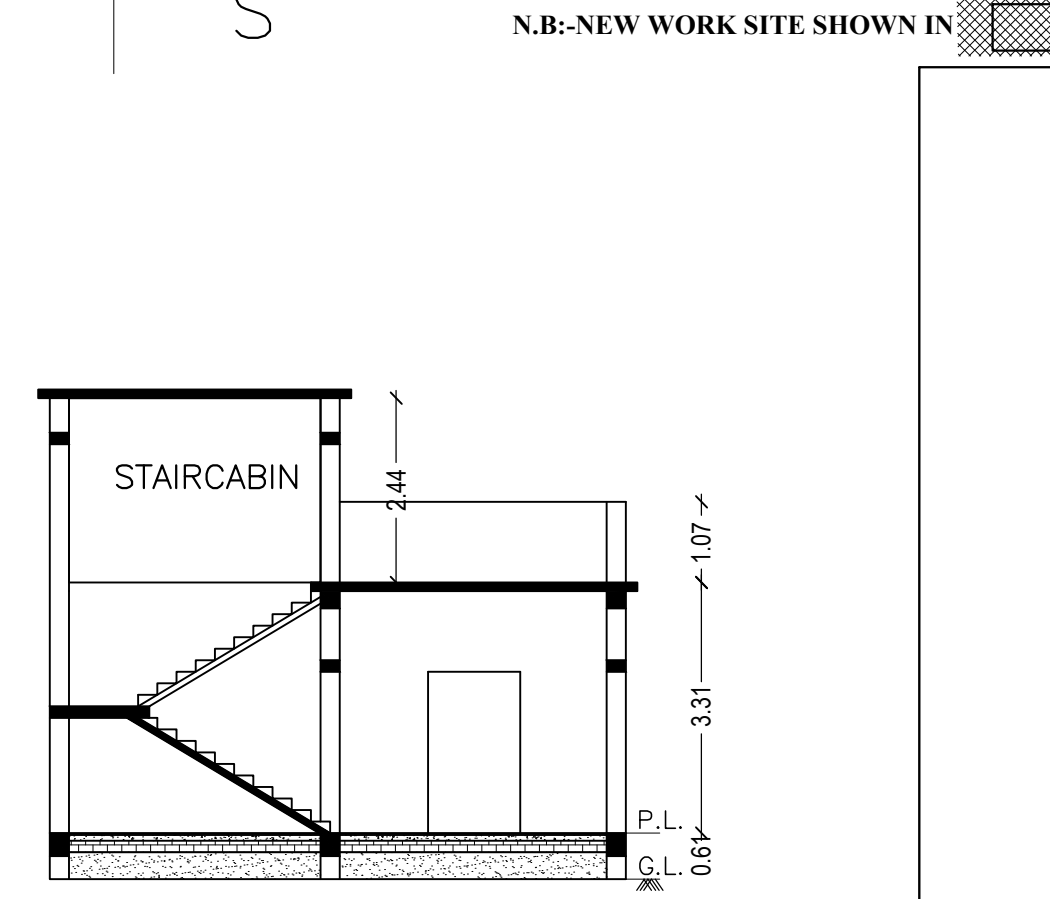 S
N.B:-NEW WORK SITE SHOWN IN
STAIRCABIN
2.44
1.07
3.31
P.L.
0.61
G.L.